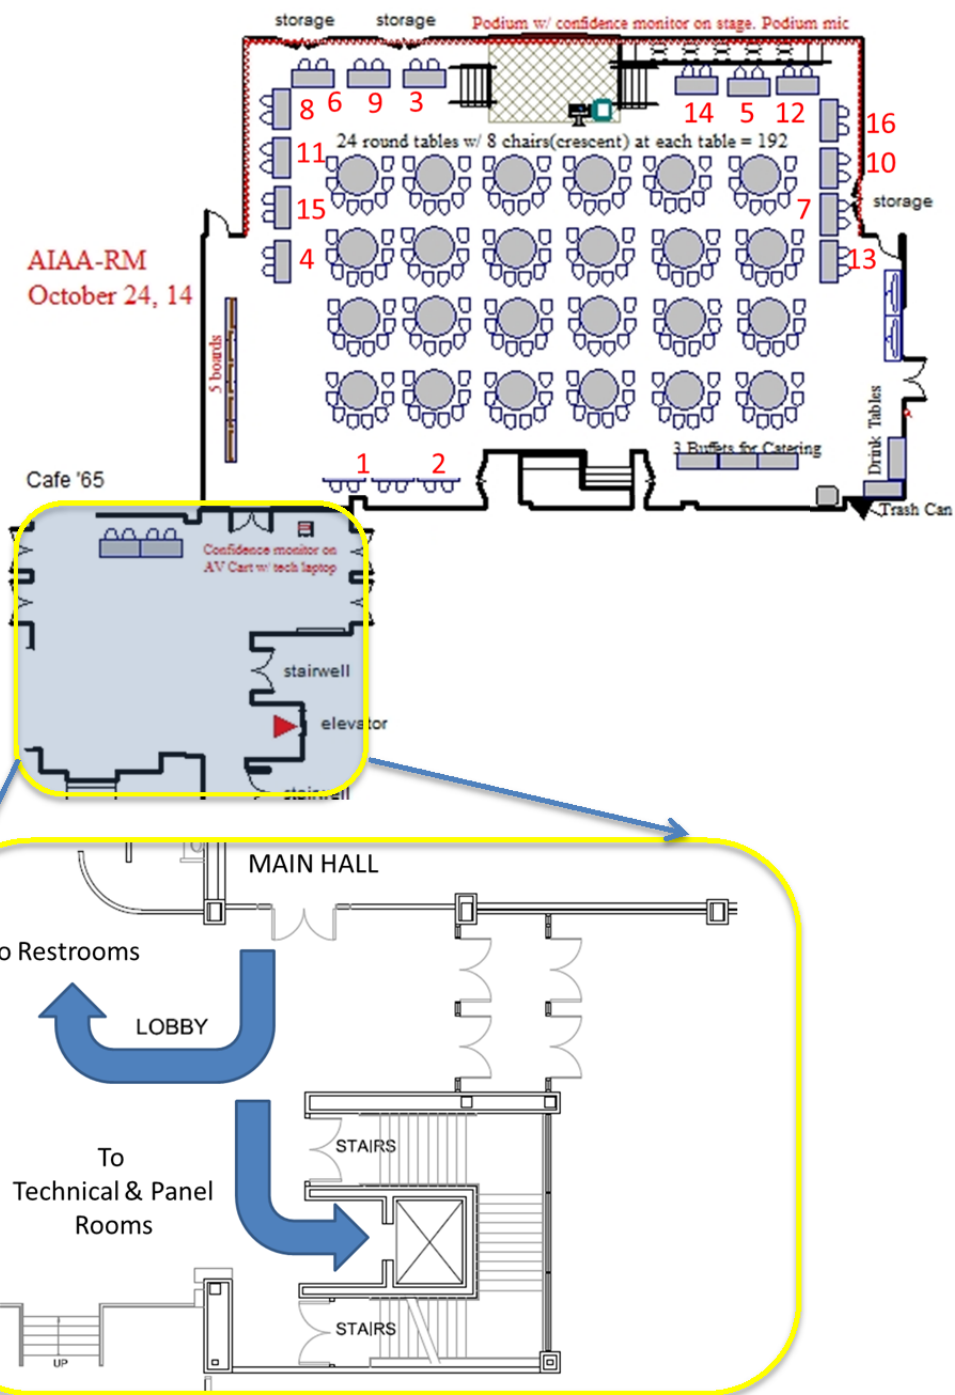 storage
storage
Podium w/ confidence monitor on stage. Podium mic
8
6
9
3
14
5
12
16
24 round tables w/ 8 chairs(crescent) at each table = 192
11
10
15
7
storage
4
13
AIAA-RM
October 24, 14
5 boards
1
2
3 Buffets for Catering
Drink Tables
Trash Can
Cafe '65
Confidence monitor on
AV Cart w/ tech laptop
stairwell
elevator
stairwell
MAIN HALL
o Restrooms
LOBBY
STAIRS
To
Technical & Panel
Rooms
STAIRS
UP